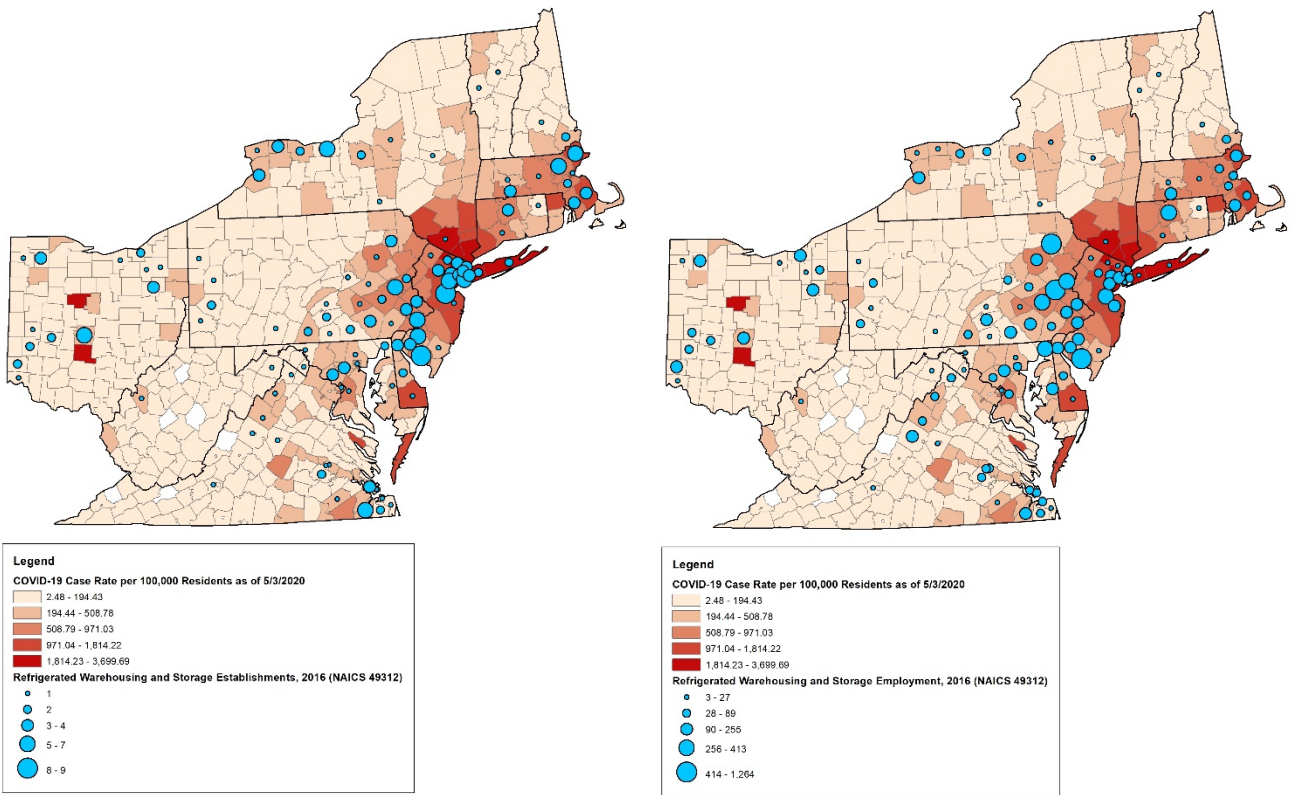 Legend
COVID-19 Case Rate per 100,000 Residents as of 5/3/2020
2.48 - 194.43
194.44 - 508.78
508.79 - 971.03
971.04 - 1,814.22
1,814.23 - 3,699.69
Refrigerated Warehousing and Storage Establishments, 2016 (NAICS 49312)
1
2
3 - 4
5 - 7
8 - 9
Legend
COVID-19 Case Rate per 100,000 Residents as of 5/3/2020
2.48 - 194.43
194.44 - 508.78
508.79 - 971.03
971.04 - 1,814.22
1,814.23 - 3,699.69
Refrigerated Warehousing and Storage Employment, 2016 (NAICS 49312)
3 - 27
28 - 89
90 - 255
256 - 413
414 - 1,264